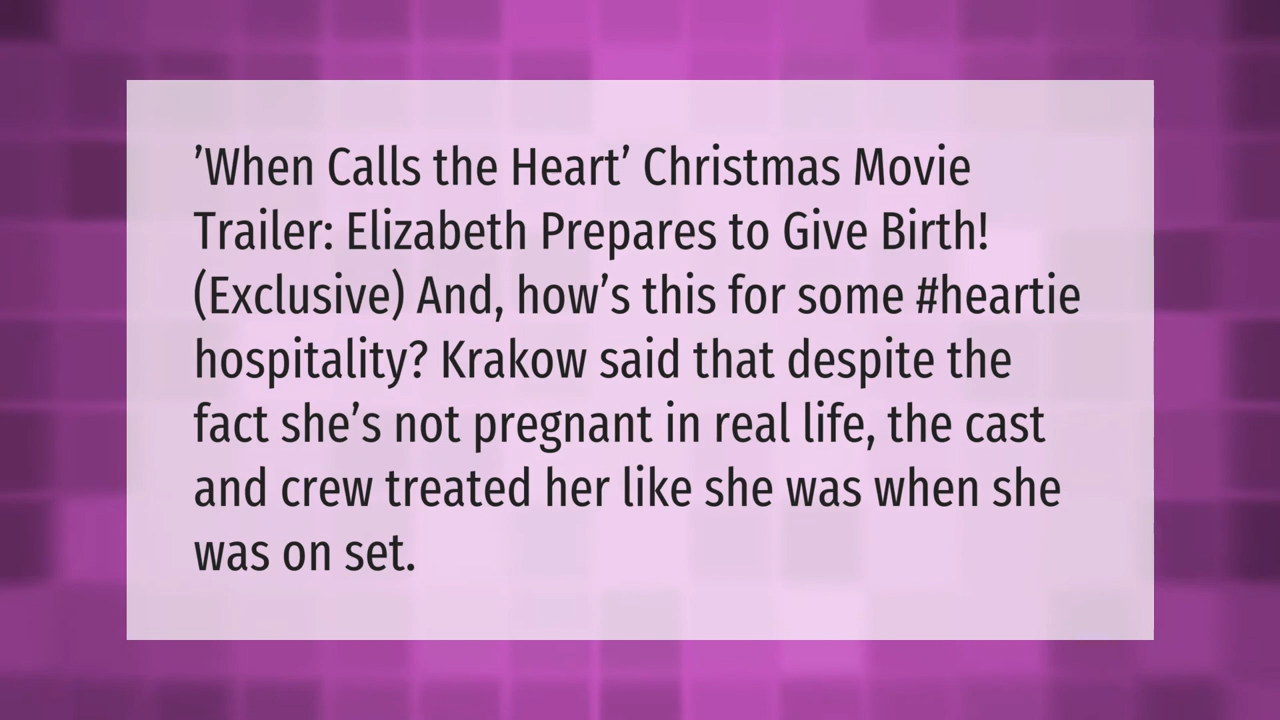 ’When Calls the Heart’ Christmas Movie
Trailer: Elizabeth Prepares to Give Birth!
(Exclusive) And, how’s this for some #heartie
hospitality? Krakow said that despite the
fact she’s not pregnant in real life, the cast
and crew treated her like she was when she
was on set.